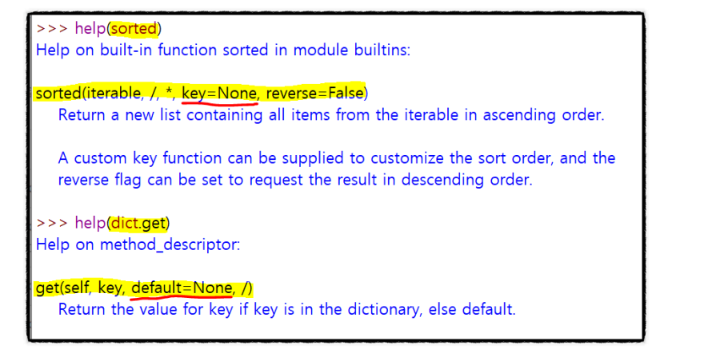 >>> help(sorted)
Help on built-in function sorted in module builtins:
sorted(iterable, /, *, key=None, reverse=False)
Return a new list containing all items from the iterable in ascending order.
A custom key function can be supplied to customize the sort order, and the
reverse flag can be set to request the result in descending order.
>>> help(dict.get)
Help on method_descriptor:
get(self, key, default=None, /)
Return the value for key if key is in the dictionary, else default.